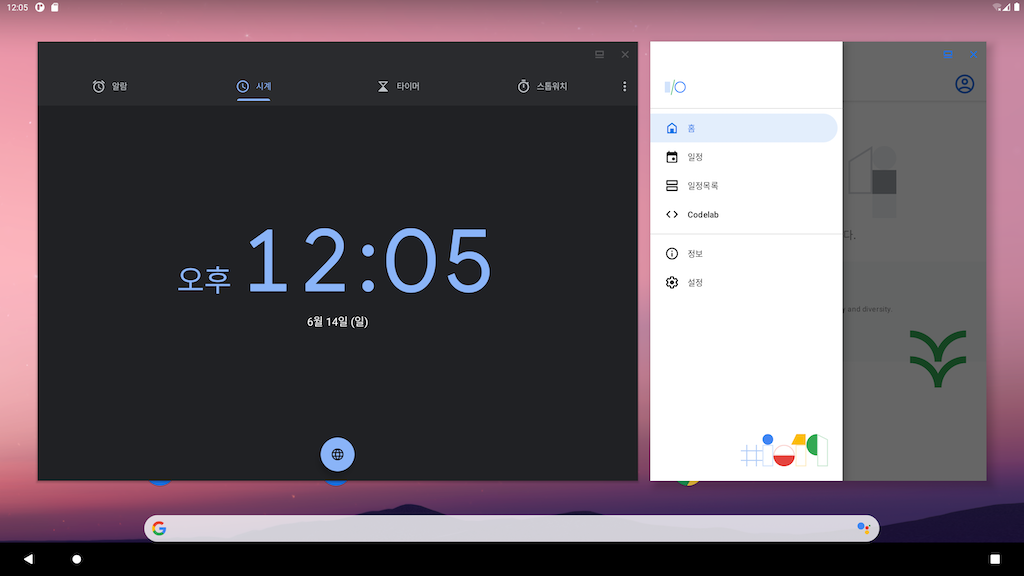 12:05
알람
시계
타이머
스톱워치
오후 12:05
6월 14일 (일)
I/O
홈
일정
일정목록
Codelab
정보
설정
다.
y and diversity.
#io19
G